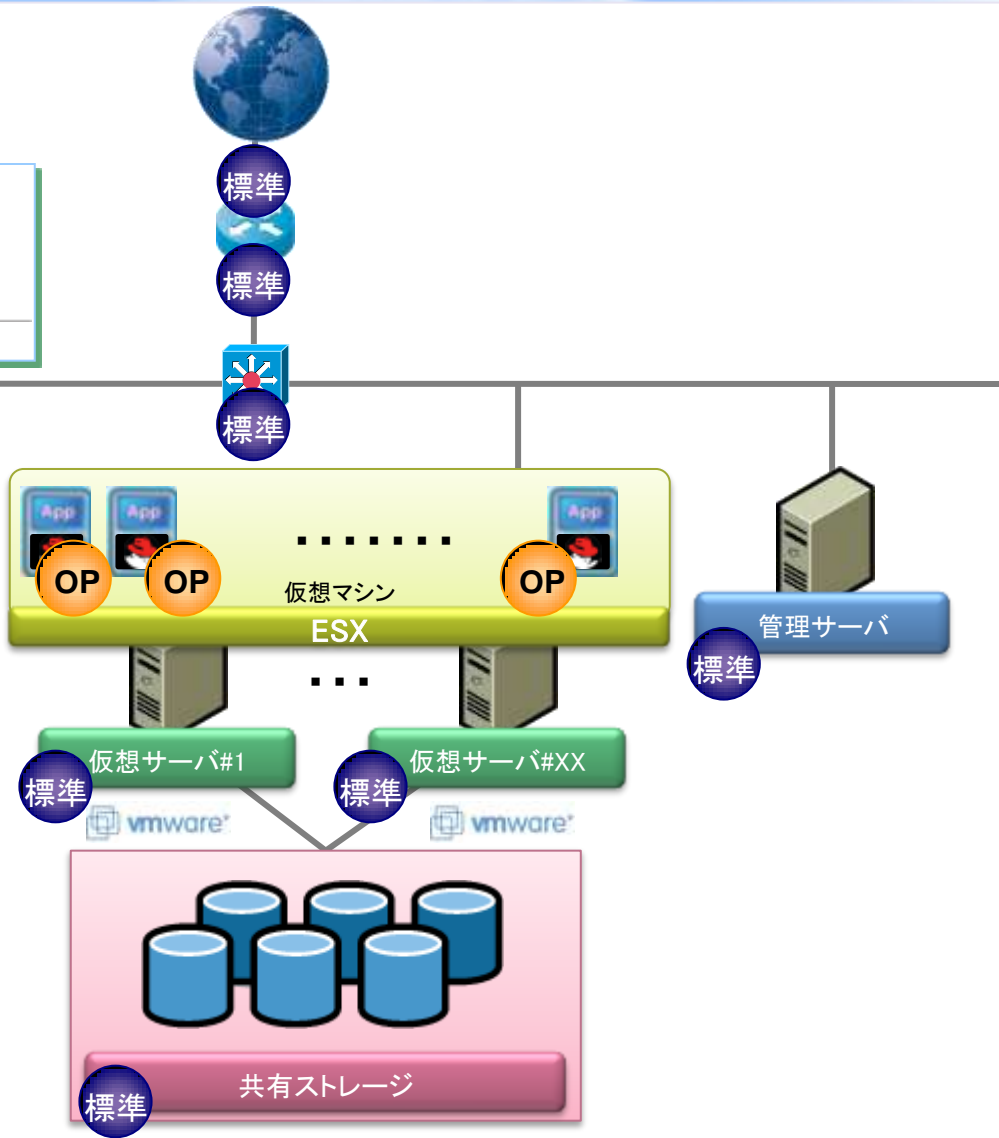 標準
標準
標準
App
App
App
.......
OP
OP
OP
仮想マシン
ESX
管理サーバ
標準
...
仮想サーバ#1
仮想サーバ#XX
標準
標準
vmware
vmware
共有ストレージ
標準